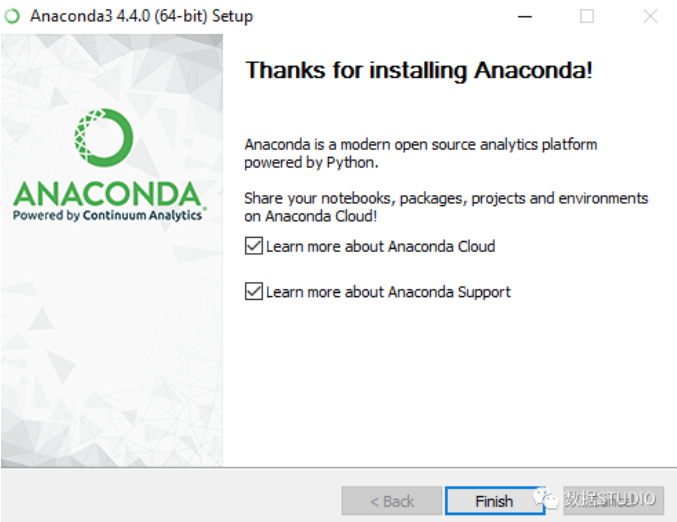 Anaconda3 4.4.0 (64-bit) Setup
Thanks for installing Anaconda!
ANACONDA
Powered by Continuum Analytics
Anaconda is a modern open source analytics platform
powered by Python.
Share your notebooks, packages, projects and environments
on Anaconda Cloud!
Learn more about Anaconda Cloud
Learn more about Anaconda Support
< Back
Finish
数据STUDIO